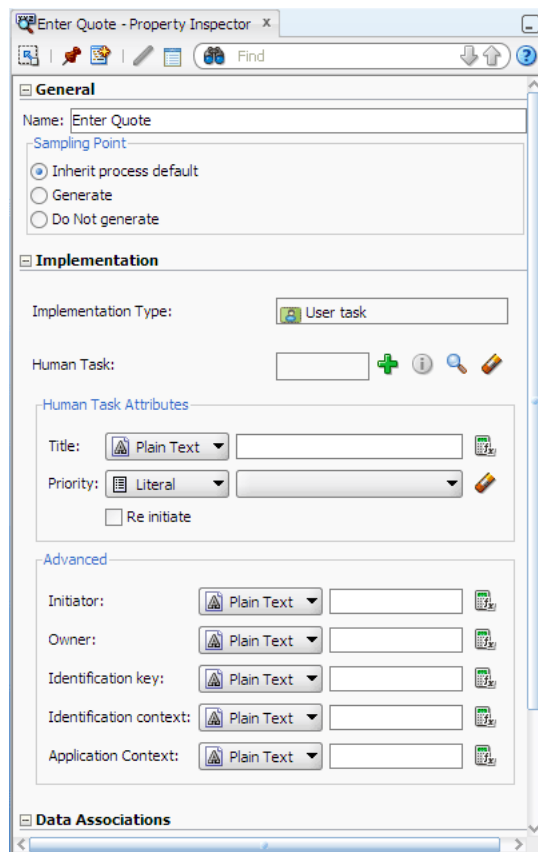 Enter Quote - Property Inspector x
Find
General
Name: Enter Quote
Sampling Point
Inherit process default
Generate
Do Not generate
Implementation
Implementation Type: User task
Human Task:
Human Task Attributes
Title: Plain Text
Priority: Literal
Re initiate
Advanced
Initiator: Plain Text
Owner: Plain Text
Identification key: Plain Text
Identification context: Plain Text
Application Context: Plain Text
Data Associations